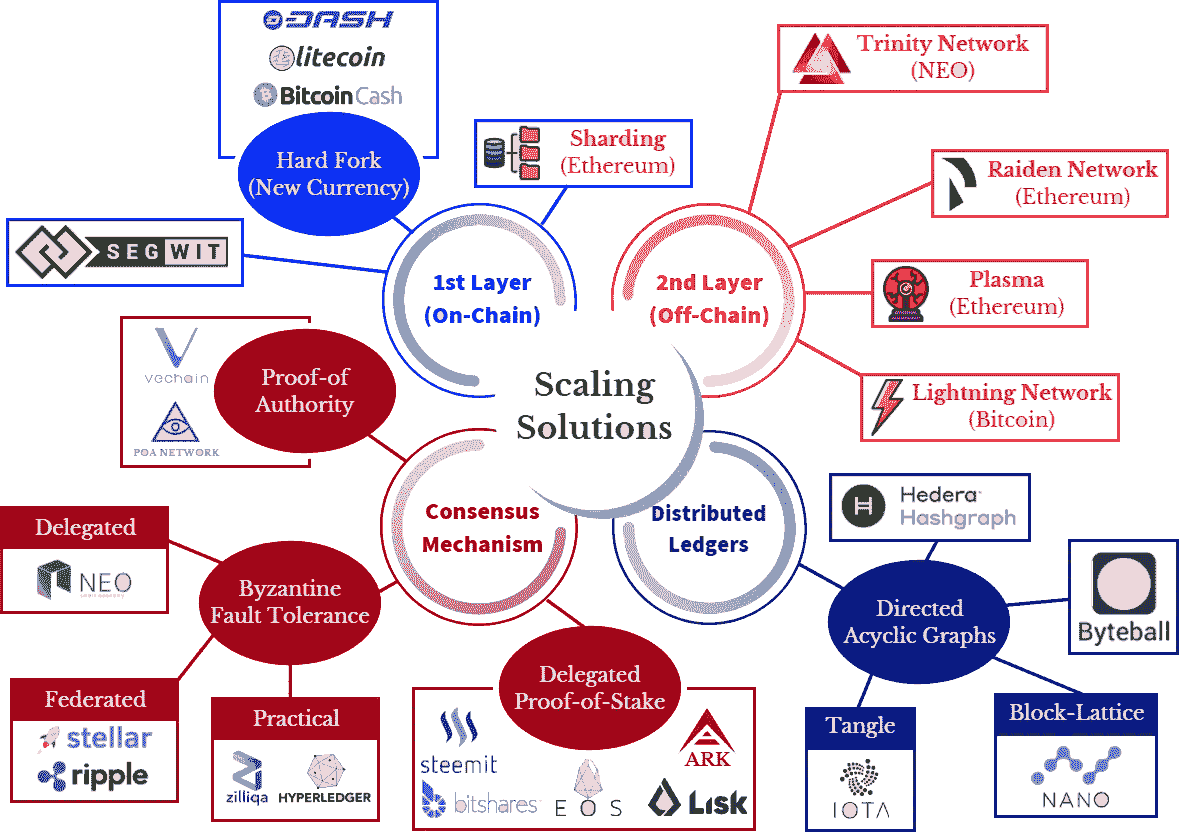 DASH
litecoin
Bitcoin Cash
Hard Fork
(New Currency)
Sharding
(Ethereum)
SEGWIT
1st Layer
(On-Chain)
Trinity Network
(NEO)
Raiden Network
(Ethereum)
Plasma
(Ethereum)
Lightning Network
(Bitcoin)
2nd Layer
(Off-Chain)
Scaling
Solutions
vechain
POA NETWORK
Proof-of
Authority
Consensus
Mechanism
Delegated
NEO
Byzantine
Fault Tolerance
Federated
stellar
ripple
Practical
zilliqa
HYPERLEDGER
Delegated
Proof-of-Stake
steemit
ARK
bitshares
EOS
Lisk
Distributed
Ledgers
Hedera
Hashgraph
Directed
Acyclic Graphs
Byteball
Tangle
IOTA
Block-Lattice
NANO